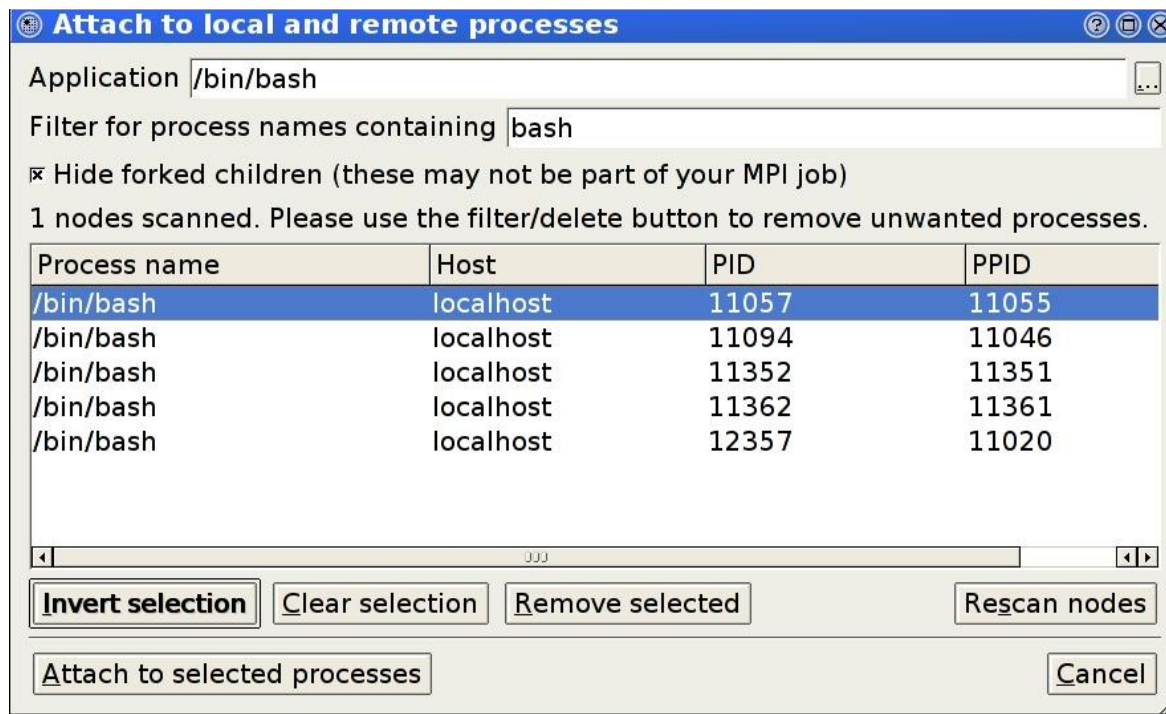 Attach to local and remote processes
Application /bin/bash ...
Filter for process names containing bash
Hide forked children (these may not be part of your MPI job)
1 nodes scanned. Please use the filter/delete button to remove unwanted processes.
Process name Host PID PPID
/bin/bash localhost 11057 11055
/bin/bash localhost 11094 11046
/bin/bash localhost 11352 11351
/bin/bash localhost 11362 11361
/bin/bash localhost 12357 11020
Invert selection Clear selection Remove selected Rescan nodes
Attach to selected processes Cancel